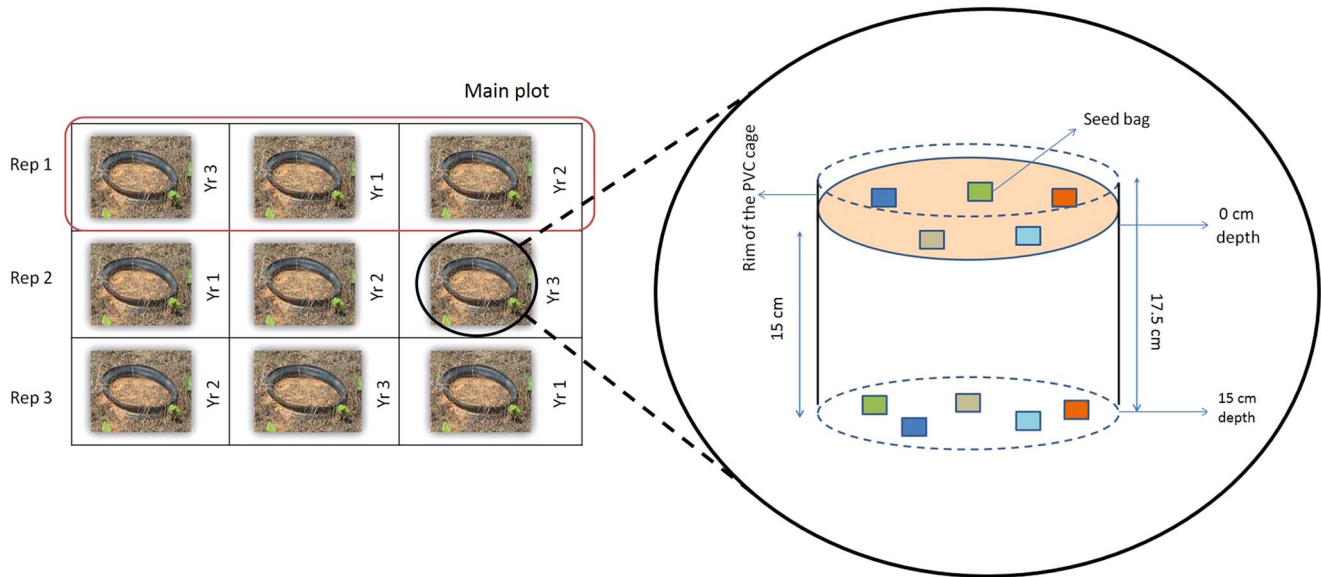 Main plot
Rep 1
Yr 3
Yr 1
Yr 2
Rep 2
Yr 1
Yr 2
Yr 3
Rep 3
Yr 2
Yr 3
Yr 1
Seed bag
Rim of the PVC cage
0 cm
depth
15 cm
17.5 cm
15 cm
depth